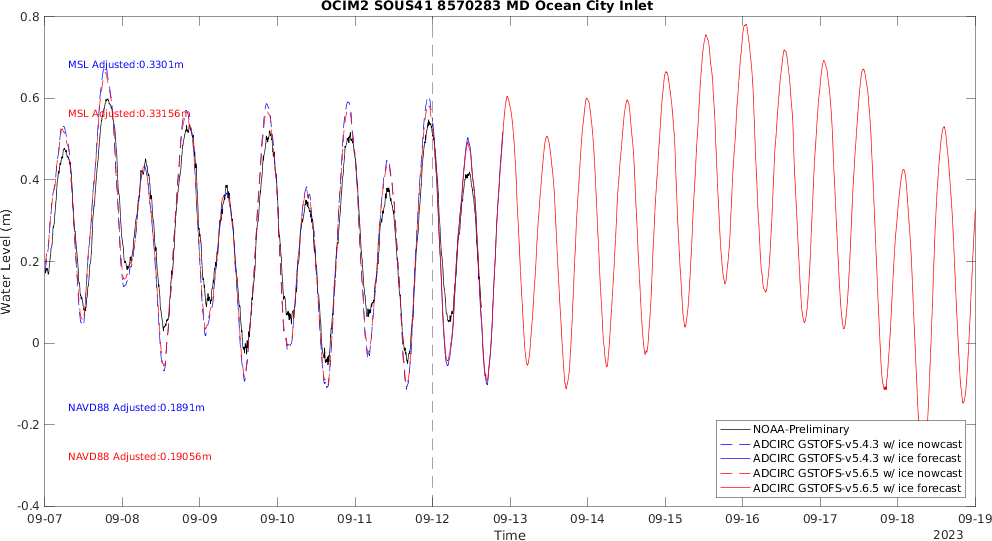 OCIM2 SOUS41 8570283 MD Ocean City Inlet
0.8
0.6
0.4
0.2
0
-0.2
-0.4
Water Level (m)
MSL Adjusted:0.3301m
MSL Adjusted:0.33156m
NAVD88 Adjusted:0.1891m
NAVD88 Adjusted:0.19056m
NOAA-Preliminary
ADCIRC GSTOFS-v5.4.3 w/ ice nowcast
ADCIRC GSTOFS-v5.4.3 w/ ice forecast
ADCIRC GSTOFS-v5.6.5 w/ ice nowcast
ADCIRC GSTOFS-v5.6.5 w/ ice forecast
09-07 09-08 09-09 09-10 09-11 09-12 09-13 09-14 09-15 09-16 09-17 09-18 09-19
Time
2023